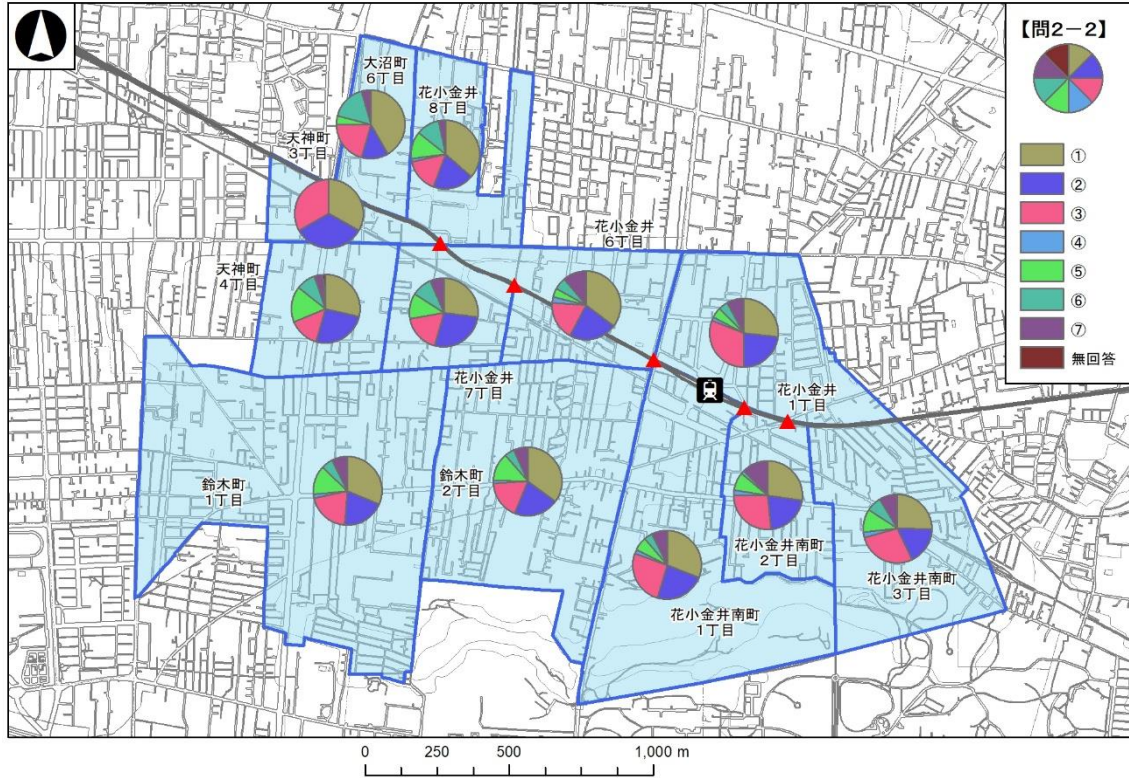 【問2-2】
①
②
③
④
⑤
⑥
⑦
無回答
大沼町
6丁目
花小金井
8丁目
天神町
3丁目
花小金井
6丁目
天神町
4丁目
花小金井
7丁目
花小金井
1丁目
鈴木町
1丁目
鈴木町
2丁目
花小金井南町
2丁目
花小金井南町
3丁目
花小金井南町
1丁目
0 250 500 1,000 m